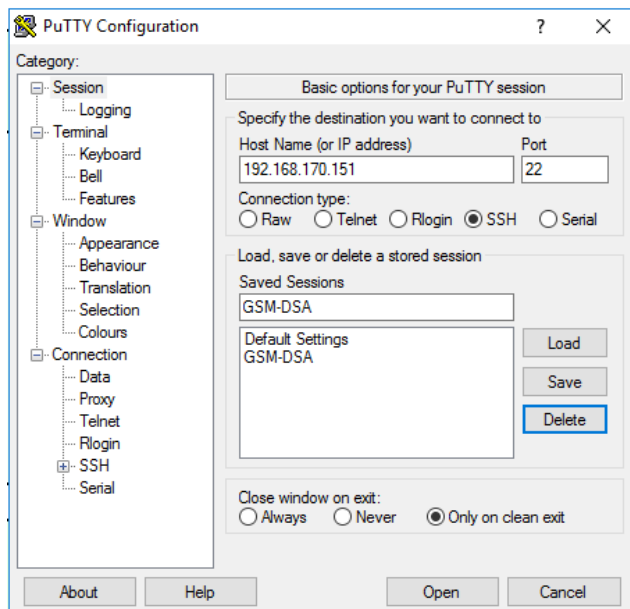 PuTTY Configuration
?
Category:
Session
Logging
Terminal
Keyboard
Bell
Features
Window
Appearance
Behaviour
Translation
Selection
Colours
Connection
Data
Proxy
Telnet
Rlogin
SSH
Serial
Basic options for your PuTTY session
Specify the destination you want to connect to
Host Name (or IP address) Port
192.168.170.151 22
Connection type:
Raw Telnet Rlogin SSH Serial
Load, save or delete a stored session
Saved Sessions
GSM-DSA
Default Settings
GSM-DSA
Load
Save
Delete
Close window on exit:
Always Never Only on clean exit
About Help Open Cancel